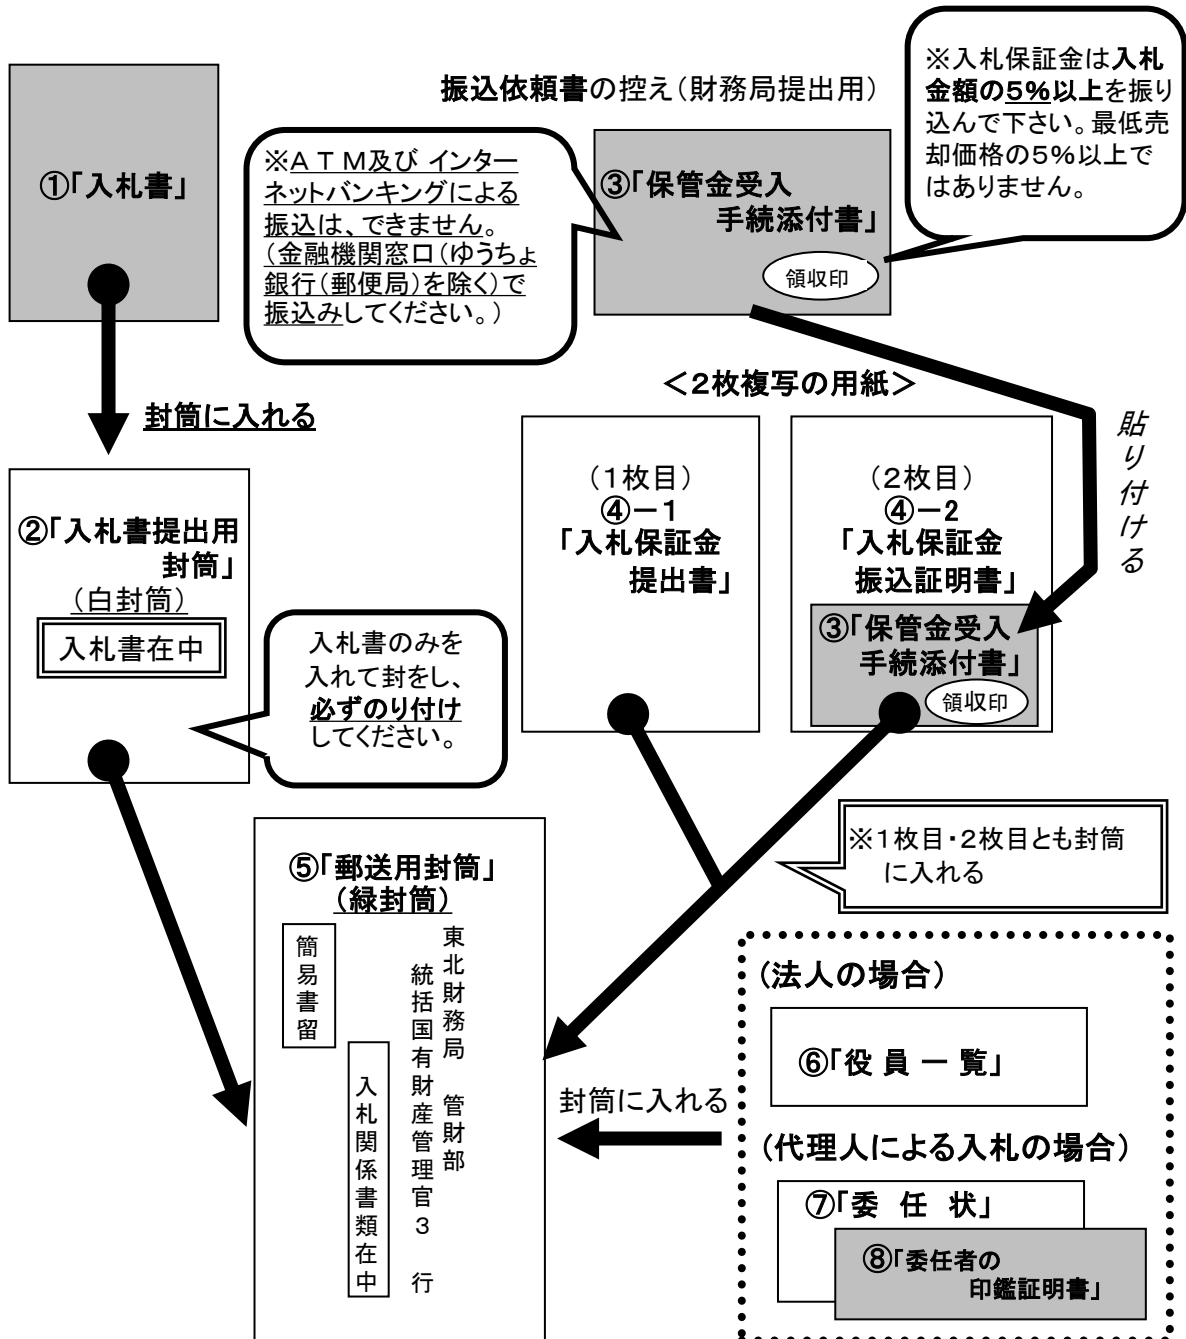 ①「入札書」
振込依頼書の控え（財務局提出用）
※入札保証金は入札
金額の５％以上を振り
込んで下さい。最低売
却価格の５％以上で
はありません。
※ＡＴＭ及び インター
ネットバンキングによる
振込は、できません。
（金融機関窓口（ゆうちょ
銀行（郵便局）を除く）で
振込みしてください。）
③「保管金受入
手続添付書」
領収印
＜２枚複写の用紙＞
封筒に入れる
貼り付ける
②「入札書提出用
封筒」
（白封筒）
入札書在中
入札書のみを
入れて封をし、
必ずのり付け
してください。
（１枚目）
④－１
「入札保証金
提出書」
（２枚目）
④－２
「入札保証金
振込証明書」
③「保管金受入
手続添付書」
領収印
※１枚目・２枚目とも封筒
に入れる
⑤「郵送用封筒」
（緑封筒）
東北財務局 管財部
統括国有財産管理官３ 行
入札関係書類在中
簡易書留
封筒に入れる
（法人の場合）
⑥「役 員 一 覧」
（代理人による入札の場合）
⑦「委 任 状」
⑧「委任者の
印鑑証明書」